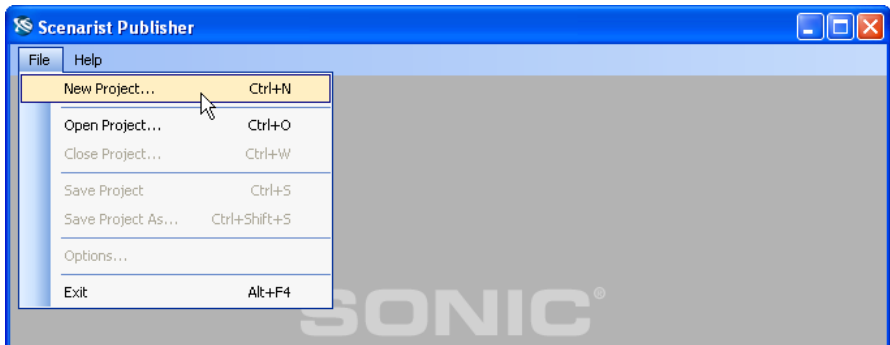 Scenarist Publisher
File Help
New Project... Ctrl+N
Open Project... Ctrl+O
Close Project... Ctrl+W
Save Project Ctrl+S
Save Project As... Ctrl+Shift+S
Options...
Exit Alt+F4
SONIC®